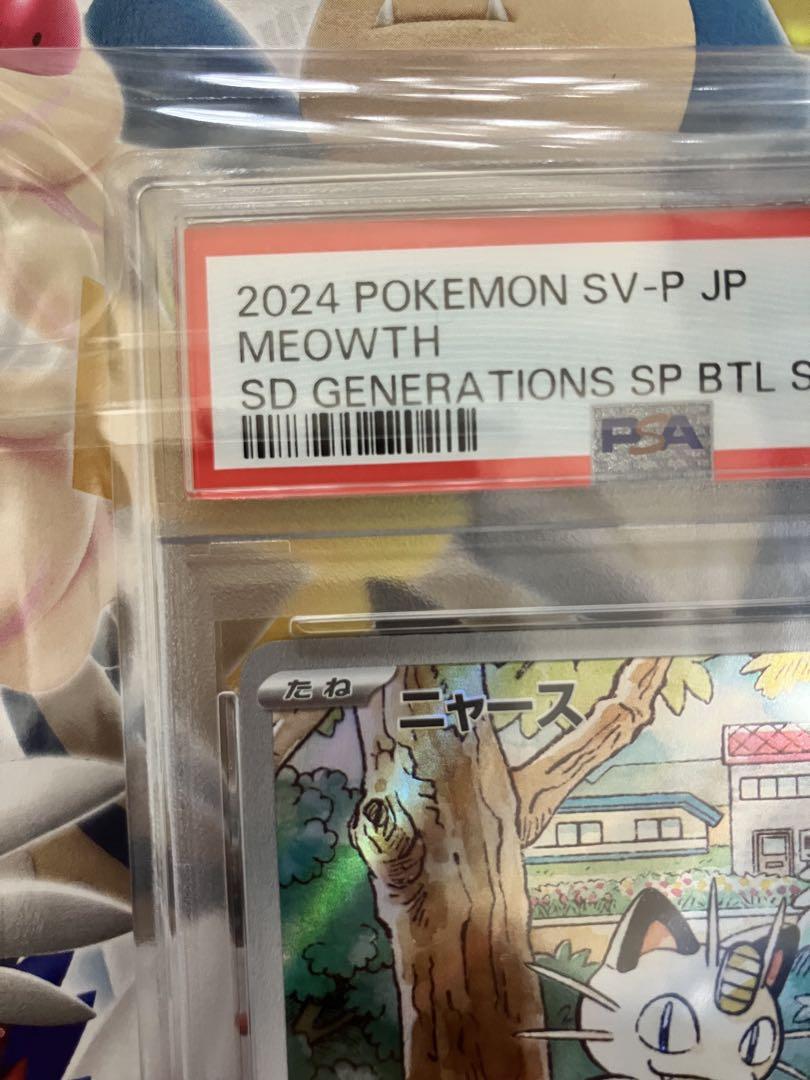 2024 POKEMON SV-P JP
MEOWTH
SD GENERATIONS SP BTL S
PSA
たね
ニャース